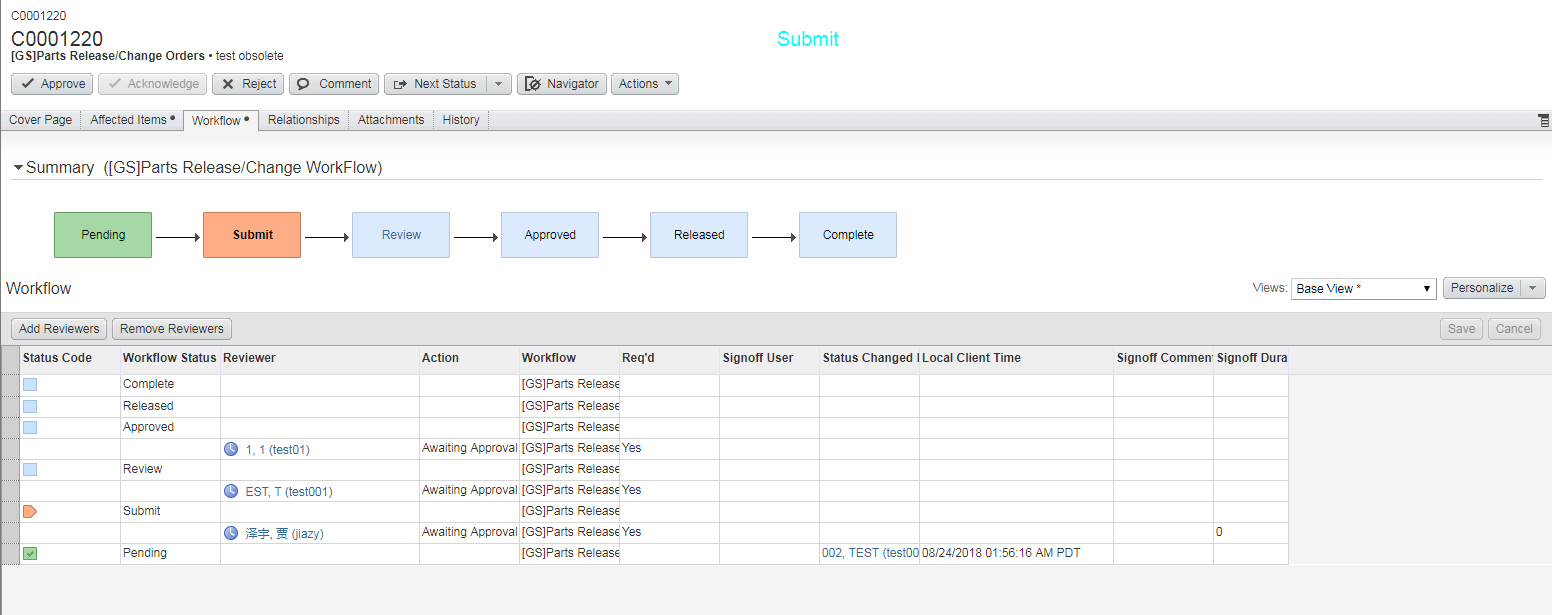 C0001220
C0001220
Submit
[GS]Parts Release/Change Orders • test obsolete
Approve Acknowledge Reject Comment Next Status Navigator Actions
Cover Page Affected Items • Workflow • Relationships Attachments History
Summary ([GS]Parts Release/Change WorkFlow)
Pending Submit Review Approved Released Complete
Workflow Views: Base View * Personalize
Add Reviewers Remove Reviewers Save Cancel
Status Code Workflow Status Reviewer Action Workflow Req'd Signoff User Status Changed Local Client Time Signoff Commen Signoff Dura
Complete [GS]Parts Release
Released [GS]Parts Release
Approved [GS]Parts Release
1, 1 (test01) Awaiting Approval [GS]Parts Release Yes
Review [GS]Parts Release
EST, T (test001) Awaiting Approval [GS]Parts Release Yes
Submit [GS]Parts Release
泽宇, 贾 (jiazy) Awaiting Approval [GS]Parts Release Yes 0
Pending [GS]Parts Release 002, TEST (test00 08/24/2018 01:56:16 AM PDT